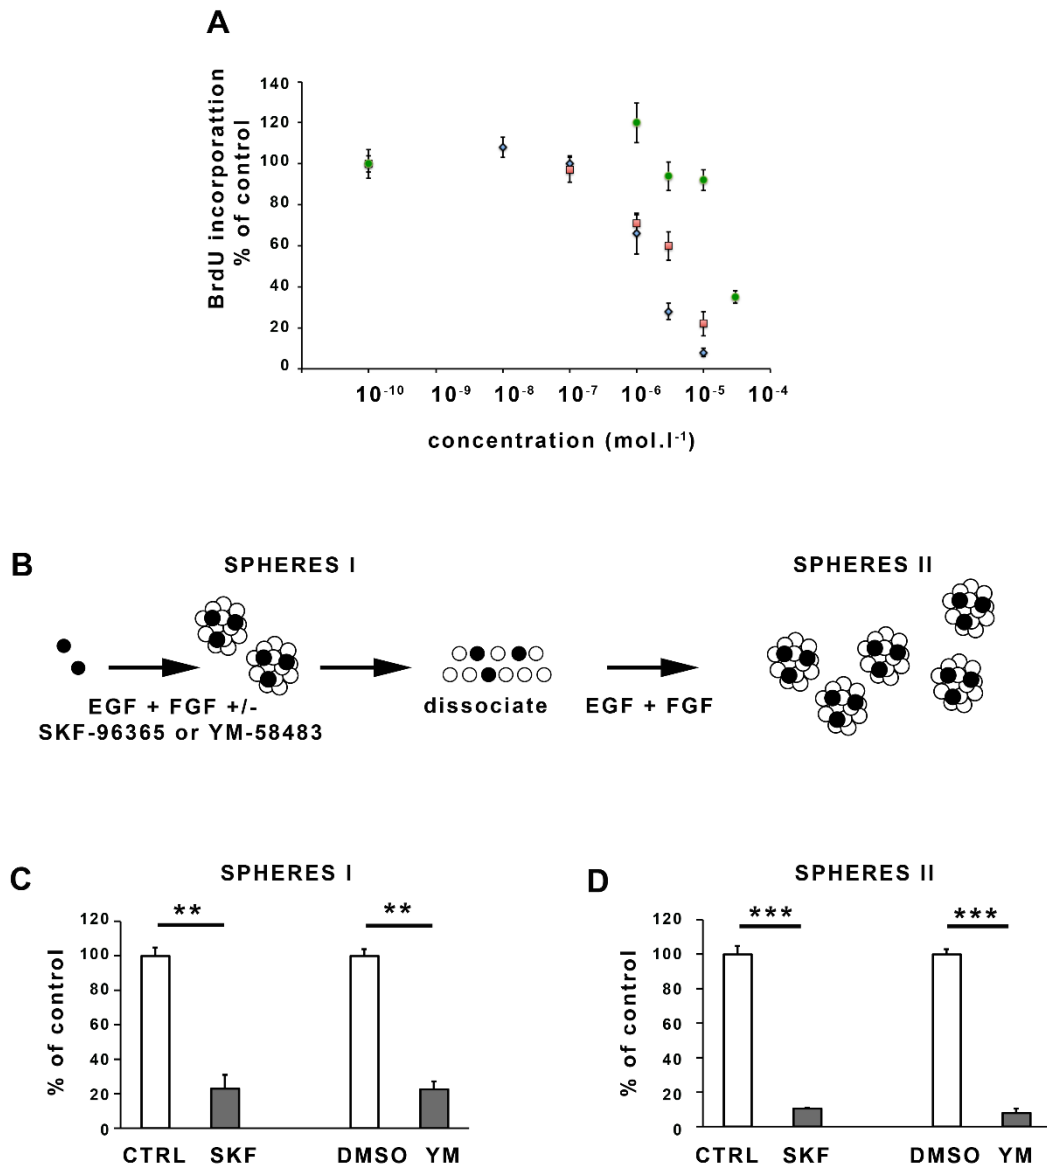 A
BrdU incorporattion
% of control
140
120
100
80
60
40
20
0
10-10
10-9
10-8
10-7
10-6
10-5
10-4
concentration (mol.l-1)
B
SPHERES I
SPHERES II
EGF + FGF +/-
SKF-96365 or YM-58483
dissociate
EGF + FGF
C
SPHERES I
% of control
120
100
80
60
40
20
0
**
**
CTRL SKF DMSO YM
D
SPHERES II
% of control
120
100
80
60
40
20
0
***
***
CTRL SKF DMSO YM